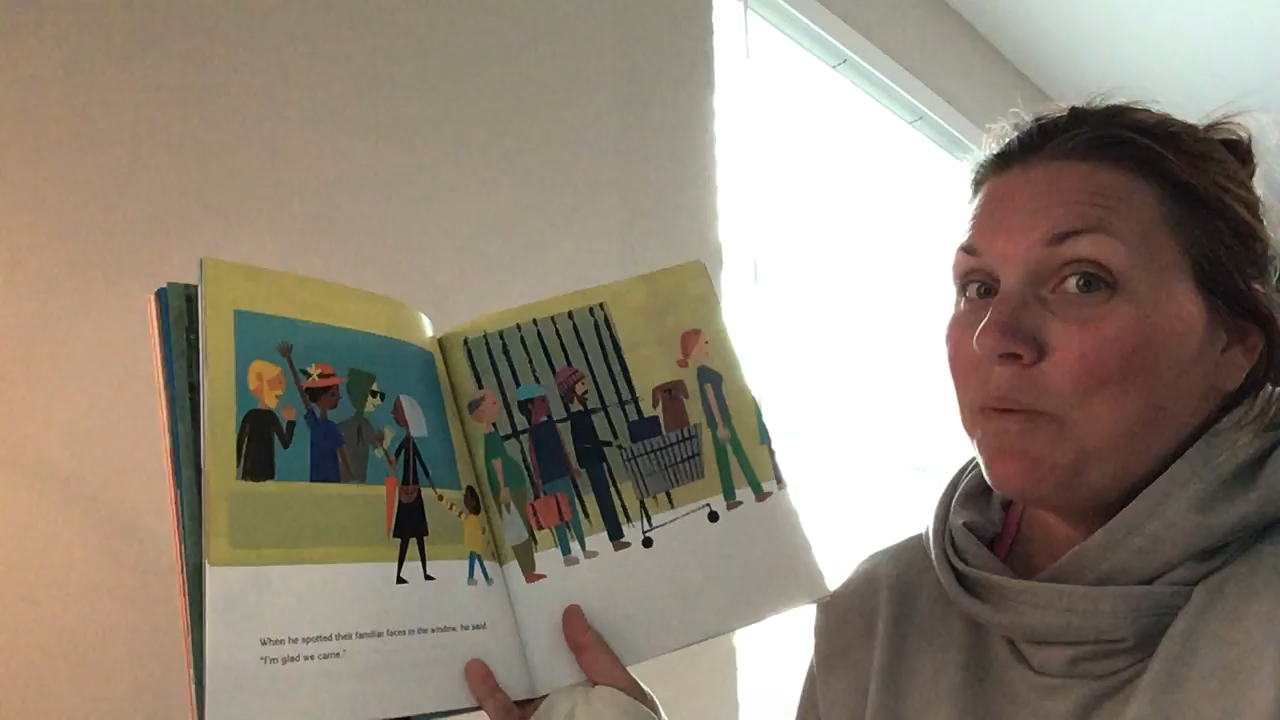 When he spotted their familiar faces in the window, he said,
"I'm glad we came."